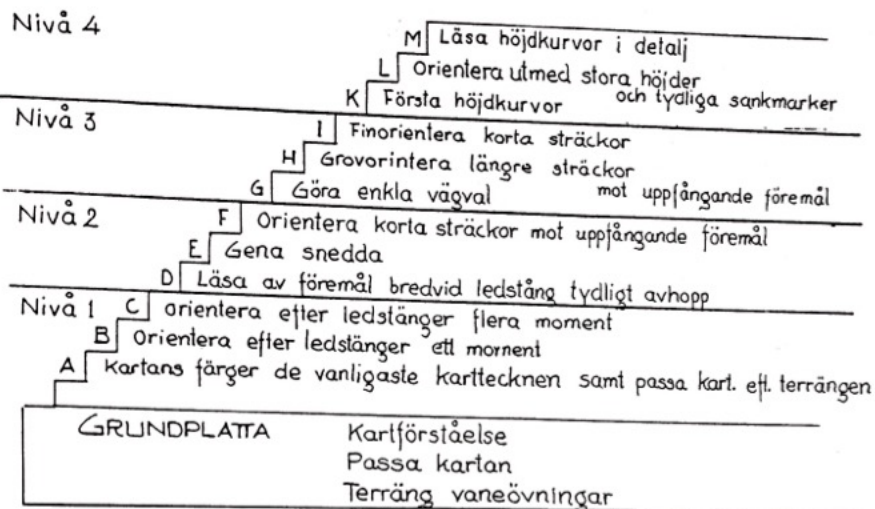 Nivå 4
M Läsa höjdkurvor i detalj
L Orientera utmed stora höjder
och tydliga sankmarker
K Första höjdkurvor
Nivå 3
I Finorientera korta sträckor
H Grovorintera längre sträckor
mot uppfångande föremål
G Göra enkla vägval
Nivå 2
F Orientera korta sträckor mot uppfångande föremål
E Gena snedda
D Läsa av föremål bredvid ledstång tydligt avhopp
Nivå 1
C orientera efter ledstänger flera moment
B Orientera efter ledstänger ett moment
A Kartans färger de vanligaste karttecknen samt passa kart. eft. terrängen
GRUNDPLATTA
Kartförståelse
Passa kartan
Terräng vaneövningar